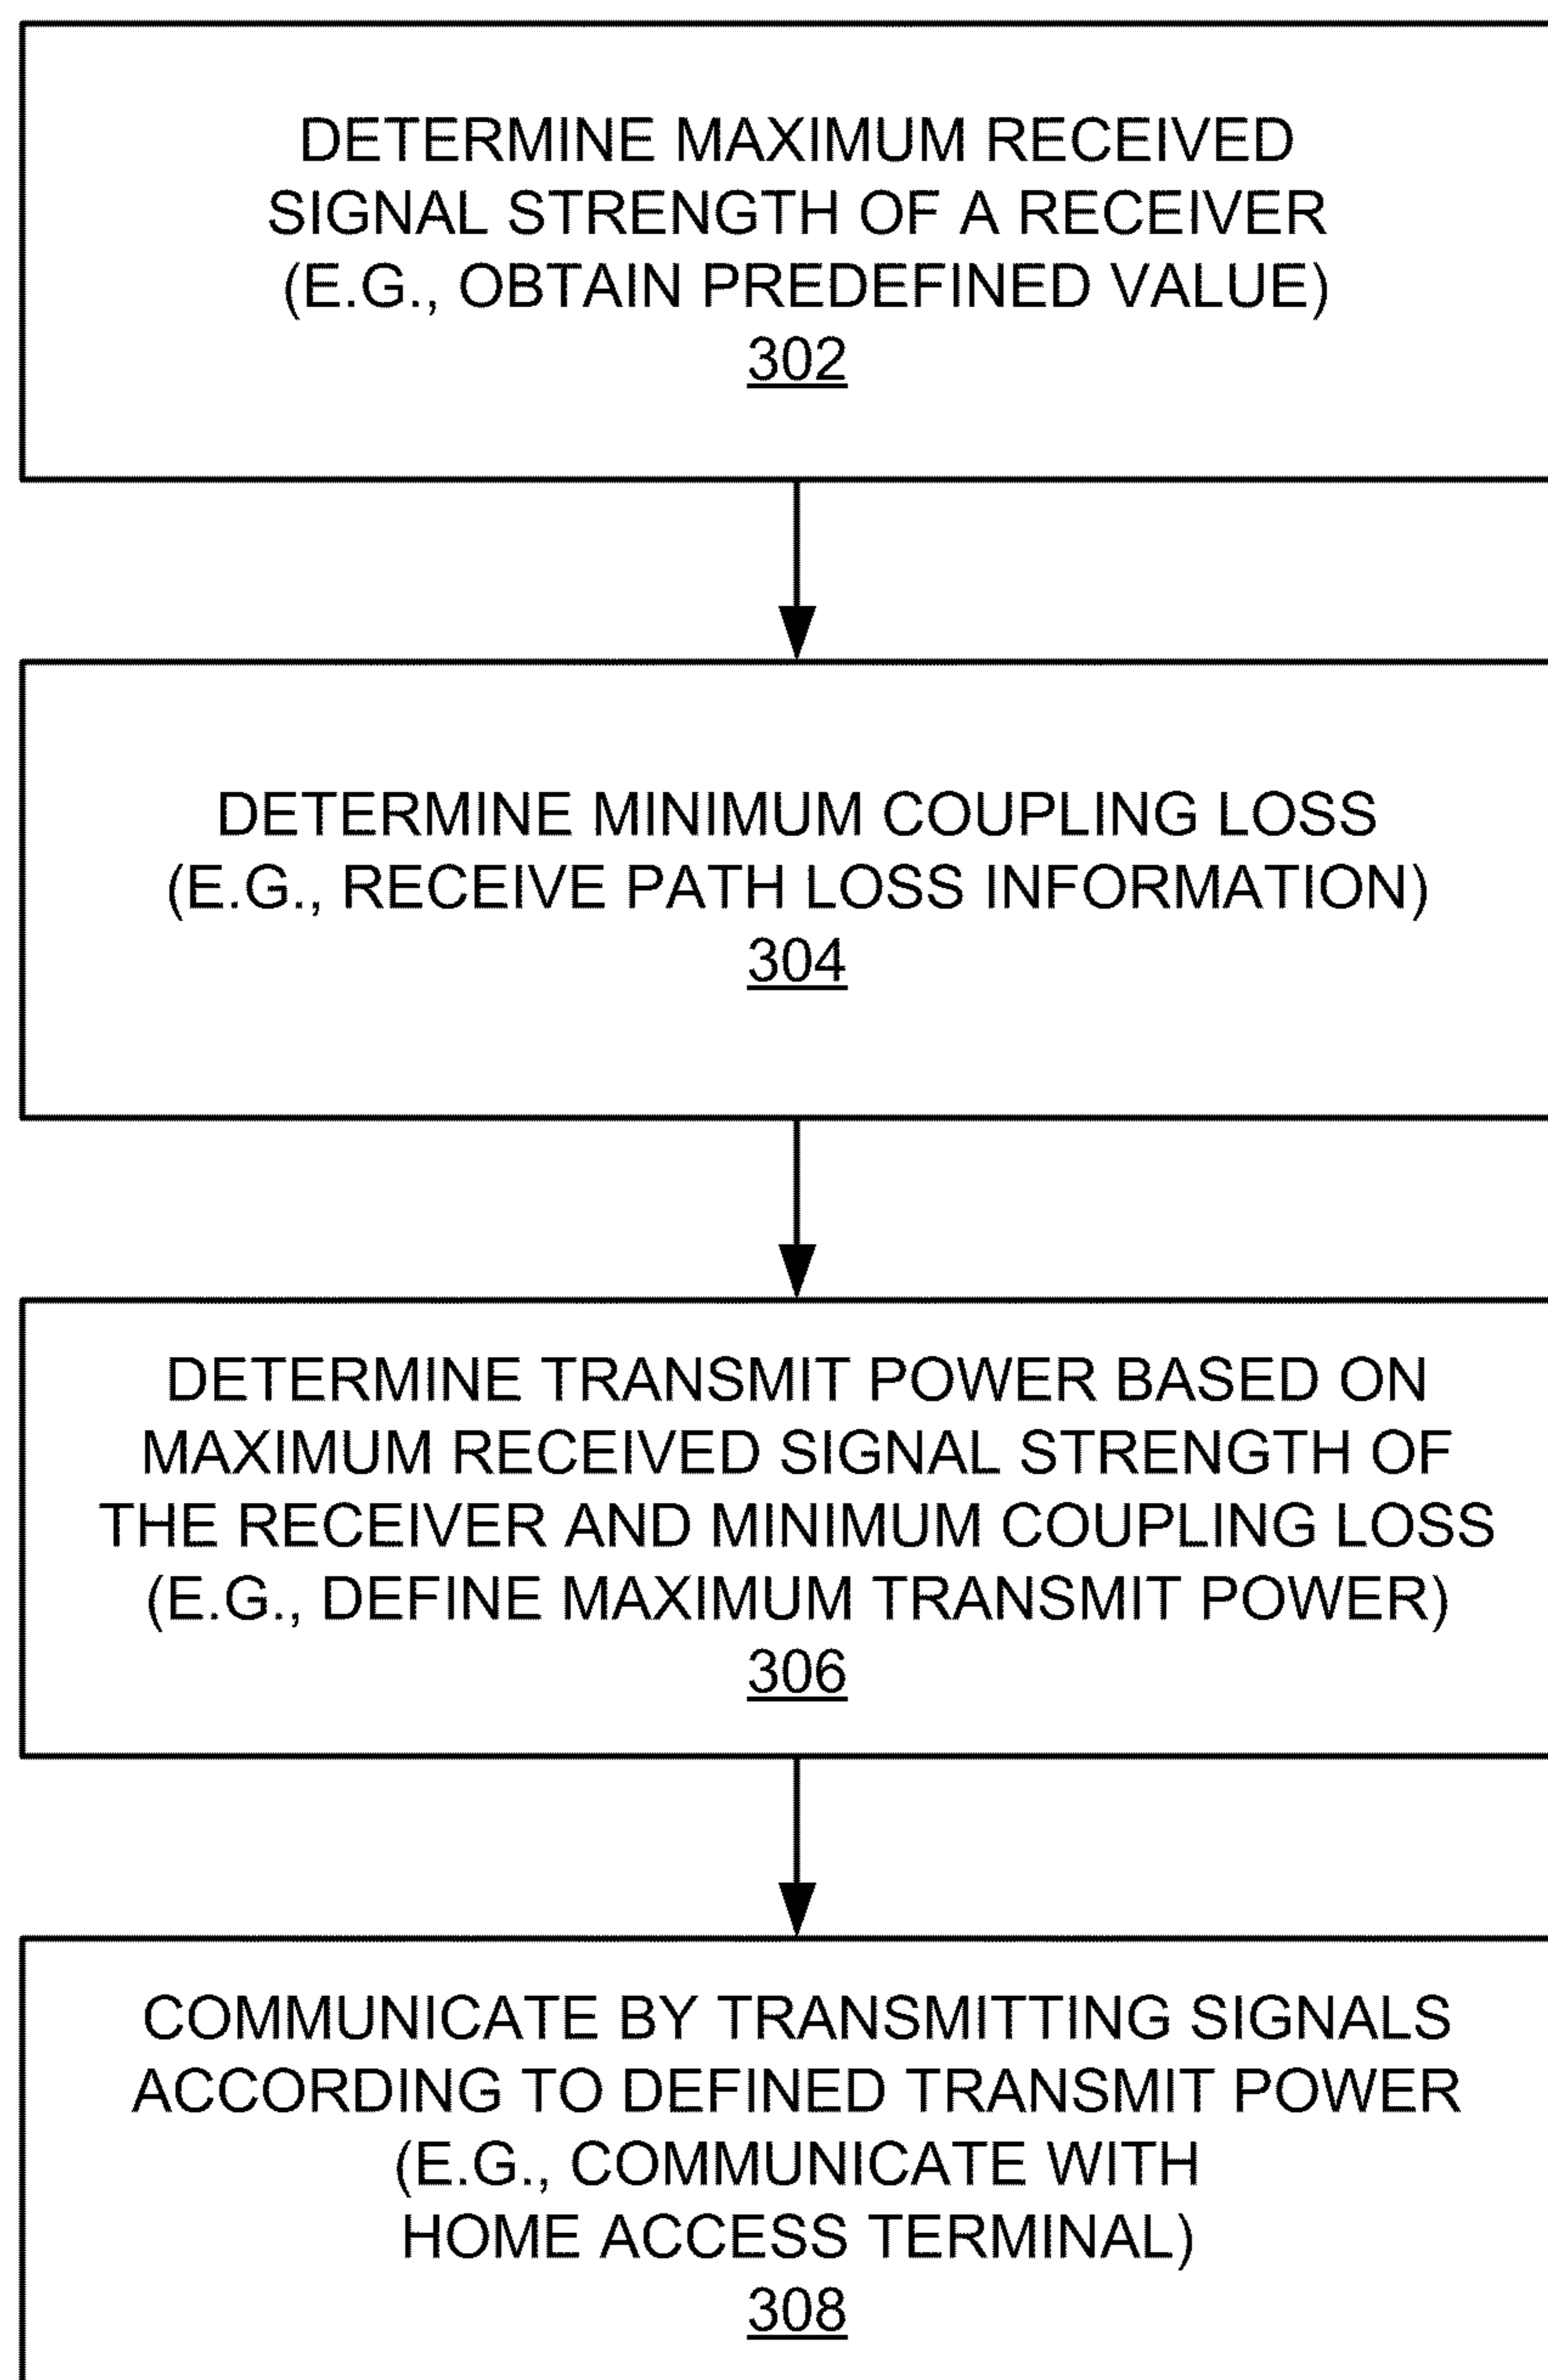 DETERMINE MAXIMUM RECEIVED
SIGNAL STRENGTH OF A RECEIVER
(E.G., OBTAIN PREDEFINED VALUE)
302
DETERMINE MINIMUM COUPLING LOSS
(E.G., RECEIVE PATH LOSS INFORMATION)
304
DETERMINE TRANSMIT POWER BASED ON
MAXIMUM RECEIVED SIGNAL STRENGTH OF
THE RECEIVER AND MINIMUM COUPLING LOSS
(E.G., DEFINE MAXIMUM TRANSMIT POWER)
306
COMMUNICATE BY TRANSMITTING SIGNALS
ACCORDING TO DEFINED TRANSMIT POWER
(E.G., COMMUNICATE WITH
HOME ACCESS TERMINAL)
308